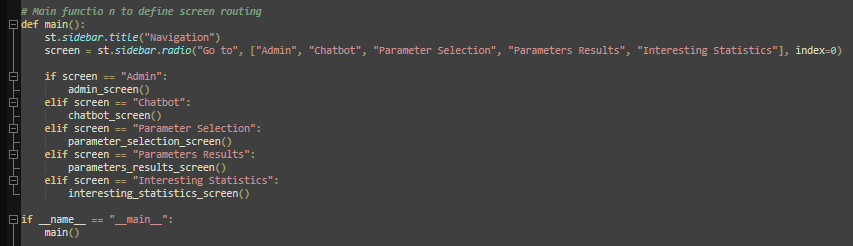 # Main functio n to define screen routing
def main():
    st.sidebar.title("Navigation")
    screen = st.sidebar.radio("Go to", ["Admin", "Chatbot", "Parameter Selection", "Parameters Results", "Interesting Statistics"], index=0)
    if screen == "Admin":
        admin_screen()
    elif screen == "Chatbot":
        chatbot_screen()
    elif screen == "Parameter Selection":
        parameter_selection_screen()
    elif screen == "Parameters Results":
        parameters_results_screen()
    elif screen == "Interesting Statistics":
        interesting_statistics_screen()
if __name__ == "__main__":
    main()